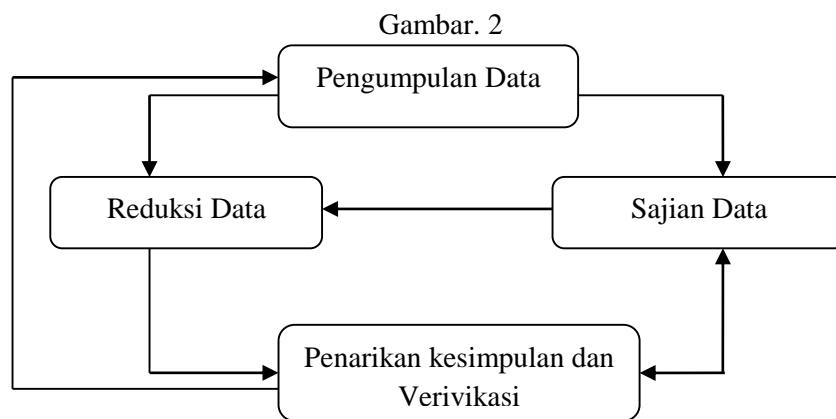 Gambar. 2
Pengumpulan Data
Reduksi Data
Sajian Data
Penarikan kesimpulan dan
Verivikasi